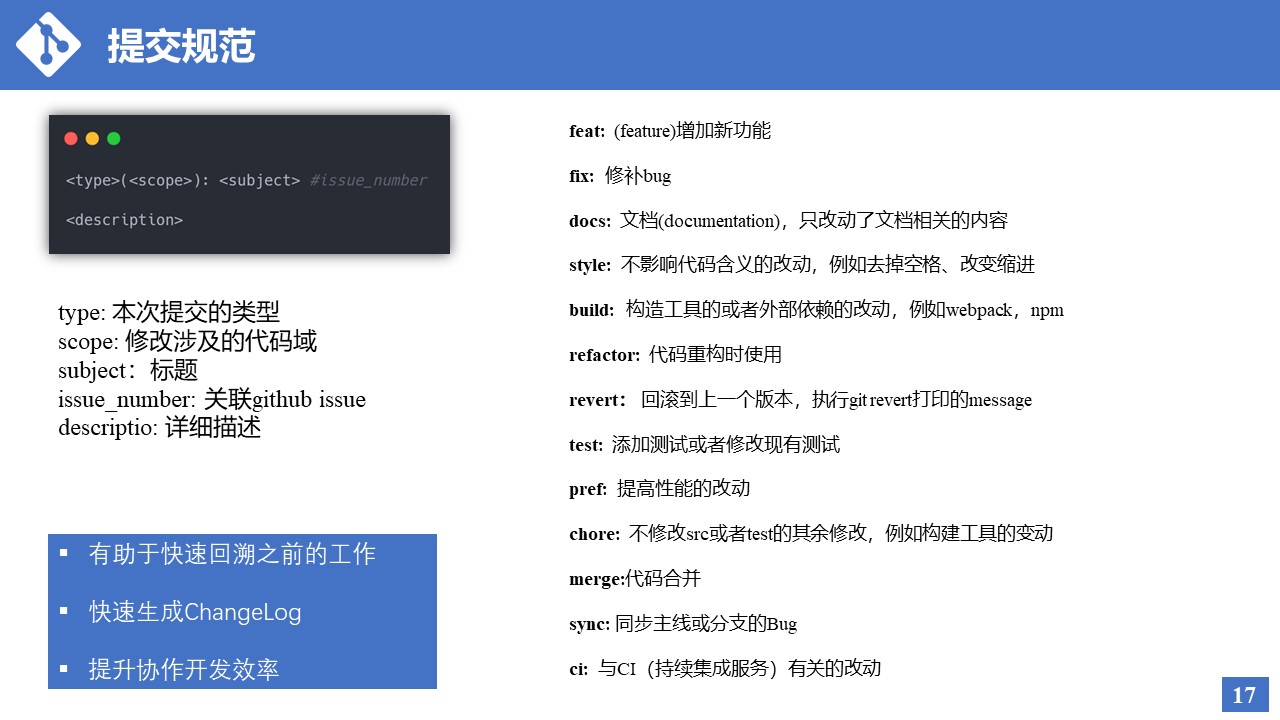 提交规范
<type>(<scope>): <subject> #issue_number
<description>
type: 本次提交的类型
scope: 修改涉及的代码域
subject：标题
issue_number: 关联github issue
descriptio: 详细描述
▪ 有助于快速回溯之前的工作
▪ 快速生成ChangeLog
▪ 提升协作开发效率
feat: (feature)增加新功能
fix: 修补bug
docs: 文档(documentation)，只改动了文档相关的内容
style: 不影响代码含义的改动，例如去掉空格、改变缩进
build: 构造工具的或者外部依赖的改动，例如webpack，npm
refactor: 代码重构时使用
revert： 回滚到上一个版本，执行git revert打印的message
test: 添加测试或者修改现有测试
pref: 提高性能的改动
chore: 不修改src或者test的其余修改，例如构建工具的变动
merge:代码合并
sync: 同步主线或分支的Bug
ci: 与CI（持续集成服务）有关的改动
17